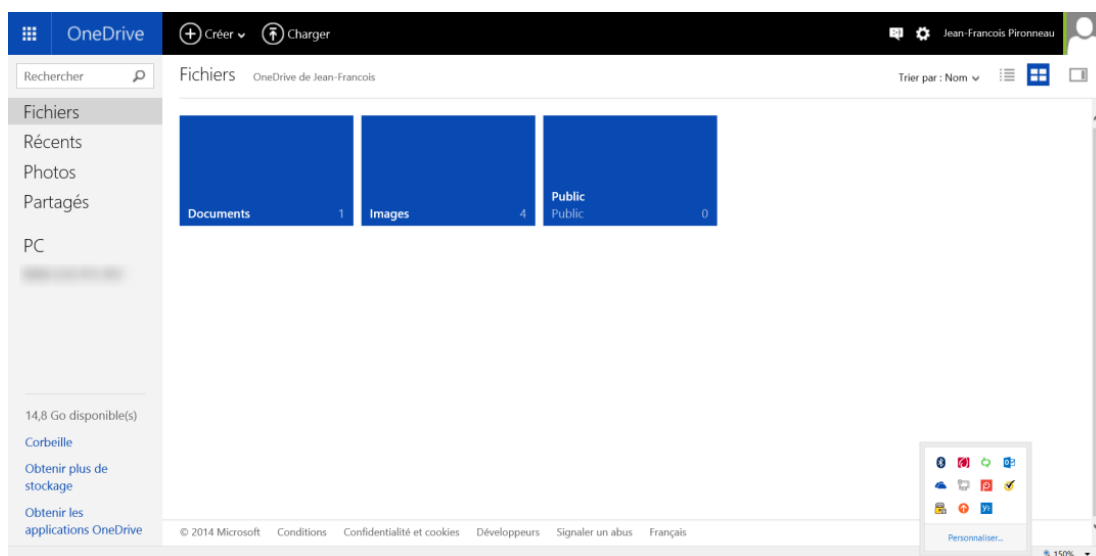 OneDrive
Créer
Charger
Jean-Francois Pironneau
Rechercher
Fichiers
OneDrive de Jean-Francois
Trier par : Nom
Fichiers
Récents
Photos
Partagés
PC
Documents 1
Images 4
Public
Public 0
14,8 Go disponible(s)
Corbeille
Obtenir plus de
stockage
Obtenir les
applications OneDrive
© 2014 Microsoft Conditions Confidentialité et cookies Développeurs Signaler un abus Français
Personnaliser...
150%